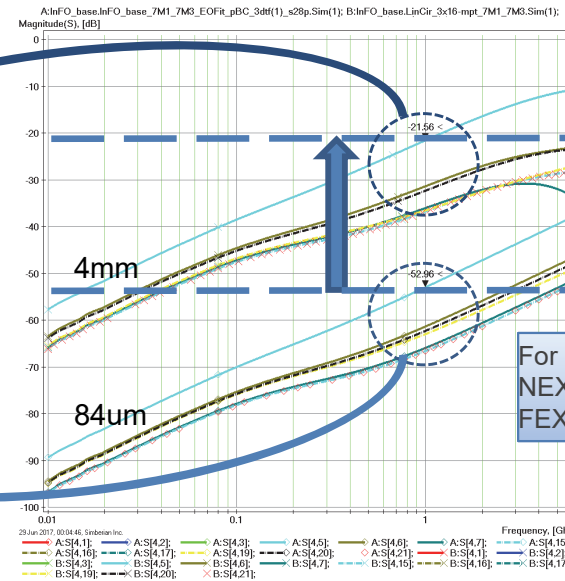 A:InFO_base.InFO_base_7M1_7M3_EOFit_pBC_3dtf(1)_s28p.Sim(1); B:InFO_base.LinCir_3x16-mpt_7M1_7M3.Sim(1);
Magnitude(S), [dB]
0
-10
-20
-30
-40
-50
-60
-70
-80
-90
-100
-21.56 <
-52.96 <
4mm
84um
For
NEX
FEX
0.01
0.1
1
29 Jun 2017, 00:04:46, Simberian Inc.
Frequency, [GH
A:S[4,1]; A:S[4,2]; A:S[4,3]; A:S[4,5]; A:S[4,6]; A:S[4,7]; A:S[4,15
A:S[4,16]; A:S[4,17]; A:S[4,19]; A:S[4,20]; A:S[4,21]; B:S[4,1]; B:S[4,2]
B:S[4,3]; B:S[4,5]; B:S[4,6]; B:S[4,7]; B:S[4,15]; B:S[4,16]; B:S[4,17
B:S[4,19]; B:S[4,20]; B:S[4,21];